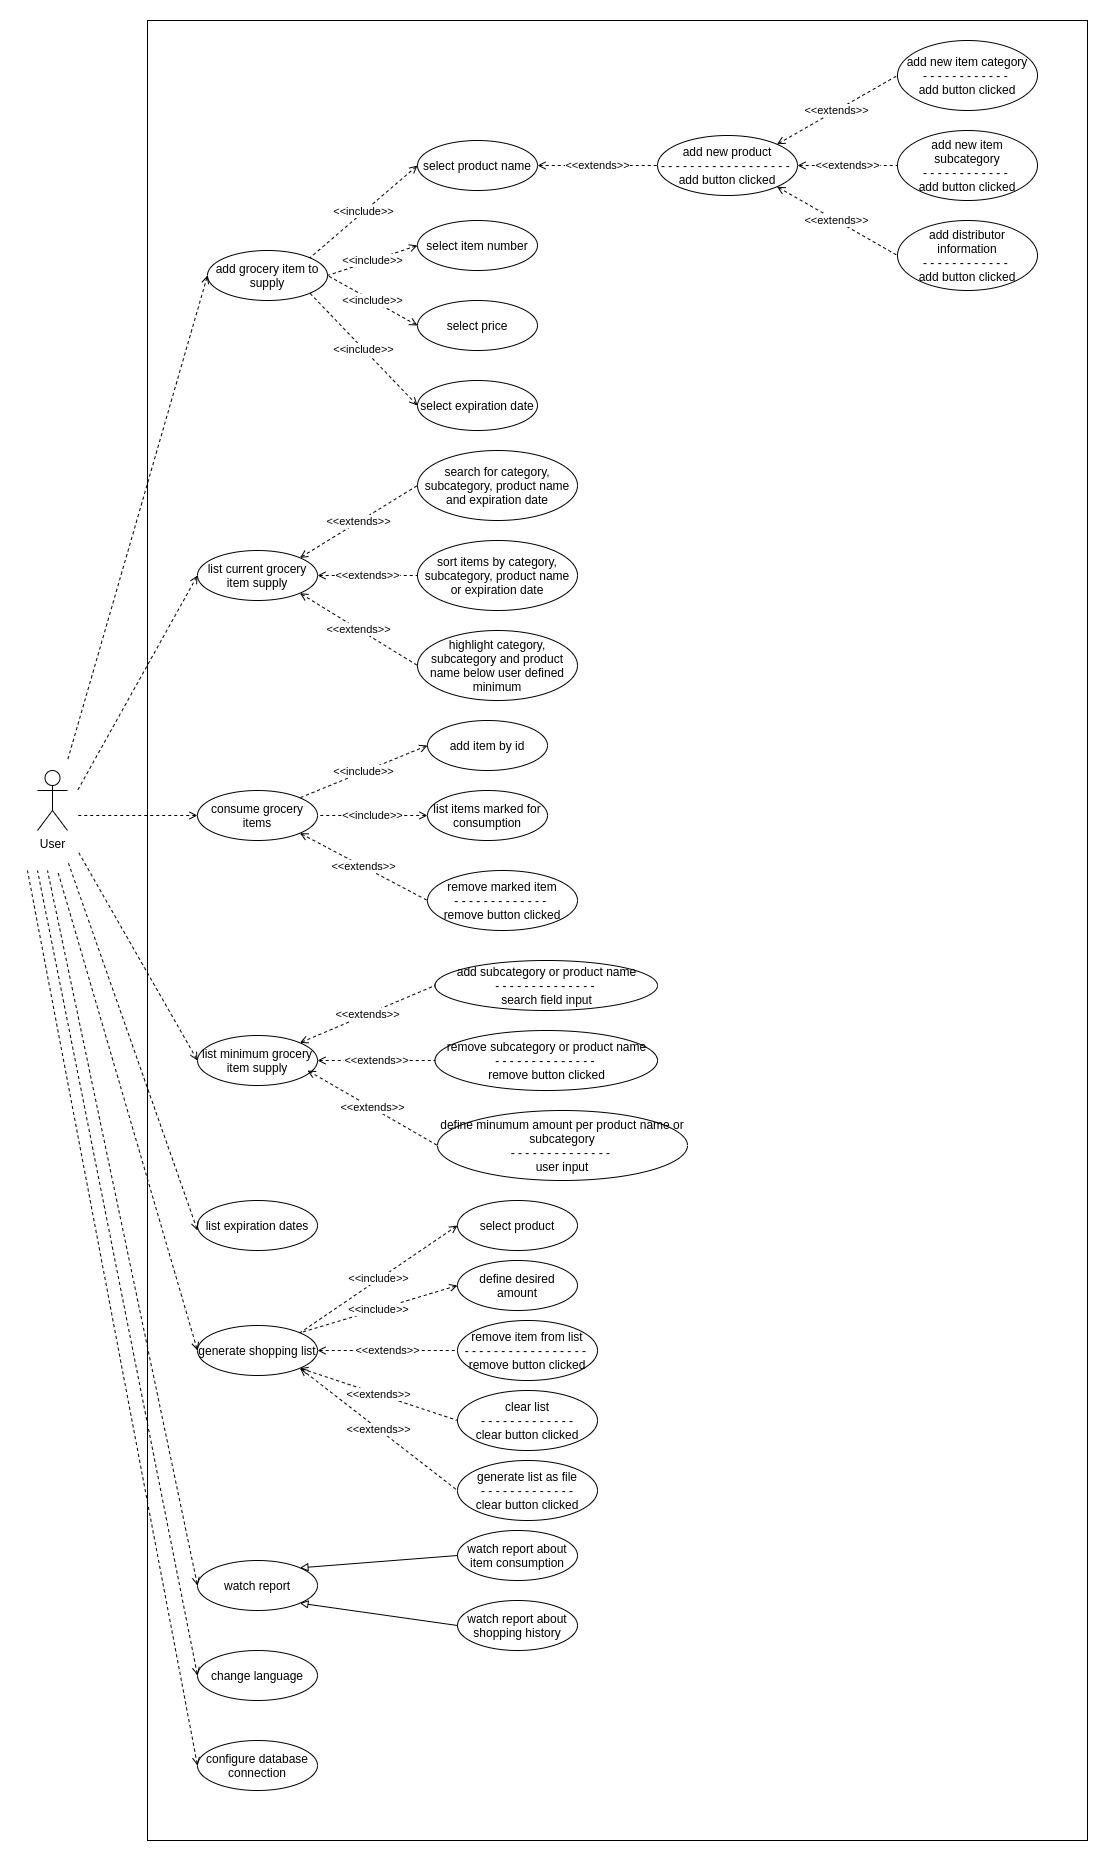 add new item category
- - - - - - - - - - - -
add button clicked
<<extends>>
select product name
<<extends>>
add new product
- - - - - - - - - - - - - - - - - -
add button clicked
<<extends>>
add new item
subcategory
- - - - - - - - - - - -
add button clicked
<<include>>
<<extends>>
select item number
add distributor
information
- - - - - - - - - - - -
add button clicked
<<include>>
add grocery item to
supply
<<include>>
select price
<<include>>
select expiration date
search for category,
subcategory, product name
and expiration date
<<extends>>
list current grocery
item supply
<<extends>>
sort items by category,
subcategory, product name
or expiration date
<<extends>>
highlight category,
subcategory and product
name below user defined
minimum
add item by id
<<include>>
consume grocery
items
<<include>>
list items marked for
consumption
User
<<extends>>
remove marked item
- - - - - - - - - - - - -
remove button clicked
add subcategory or product name
- - - - - - - - - - - - - -
search field input
<<extends>>
list minimum grocery
item supply
<<extends>>
remove subcategory or product name
- - - - - - - - - - - - - -
remove button clicked
<<extends>>
define minumum amount per product name or
subcategory
- - - - - - - - - - - - - -
user input
list expiration dates
select product
<<include>>
define desired
amount
<<include>>
generate shopping list
<<extends>>
remove item from list
- - - - - - - - - - - - - - - - -
remove button clicked
<<extends>>
clear list
- - - - - - - - - - - - -
clear button clicked
<<extends>>
generate list as file
- - - - - - - - - - - - -
clear button clicked
watch report about
item consumption
watch report
watch report about
shopping history
change language
configure database
connection